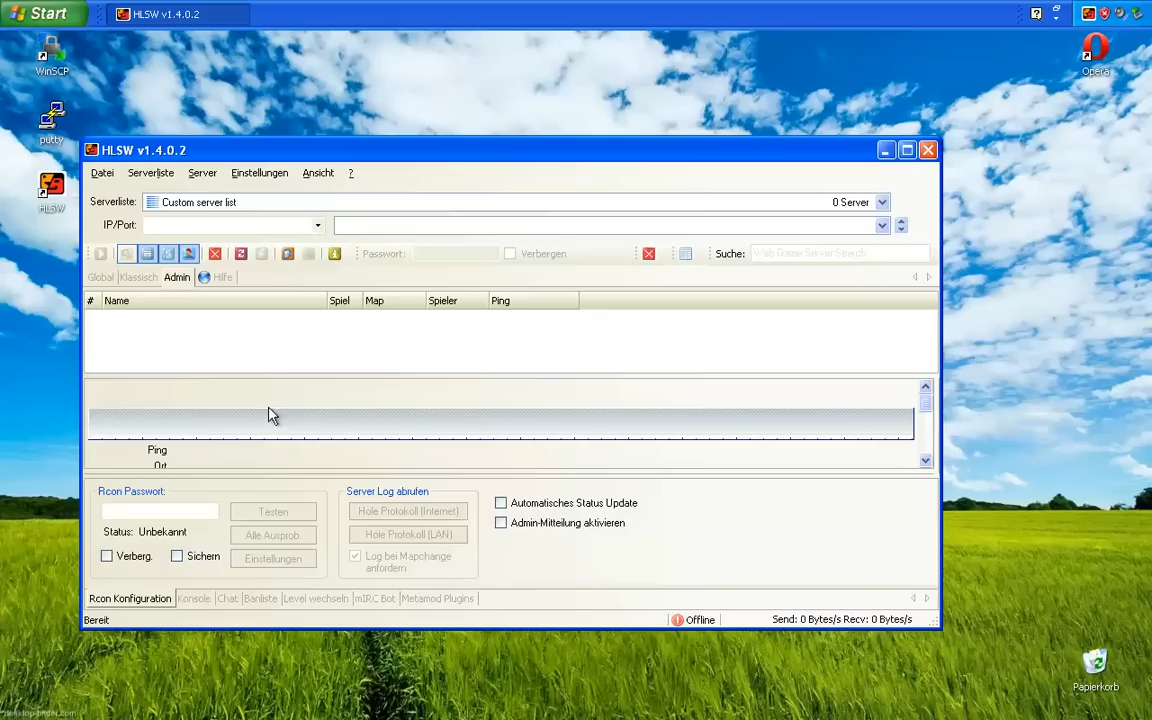 Start
HLSW v1.4.0.2
WinSCP
Opera
putty
HLSW
HLSW v1.4.0.2
Datei Serverliste Server Einstellungen Ansicht ?
Serverliste: Custom server list 0 Server
IP/Port:
Passwort: Verbergen Suche: Wab Game ServerSearch
Global Klassisch Admin Hilfe
# Name Spiel Map Spieler Ping
Ping
Ort
Rcon Passwort: Server Log abrufen
Testen Hole Protokoll (Internet) Automatisches Status Update
Status: Unbekannt Alle Ausprob. Hole Protokoll (LAN) Admin-Mitteilung aktivieren
Verberg. Sichern Einstellungen Log bei Mapchange
anfordern
Rcon Konfiguration Konsole Chat Banliste Level wechseln mIRC Bot Metamod Plugins
Bereit Offline Send: 0 Bytes/s Recv: 0 Bytes/s
Papierkorb